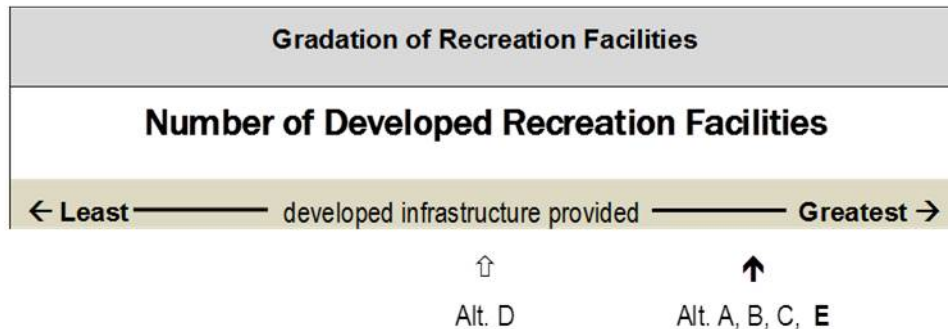 Gradation of Recreation Facilities
Number of Developed Recreation Facilities
← Least developed infrastructure provided Greatest →
Alt. D Alt. A, B, C, E